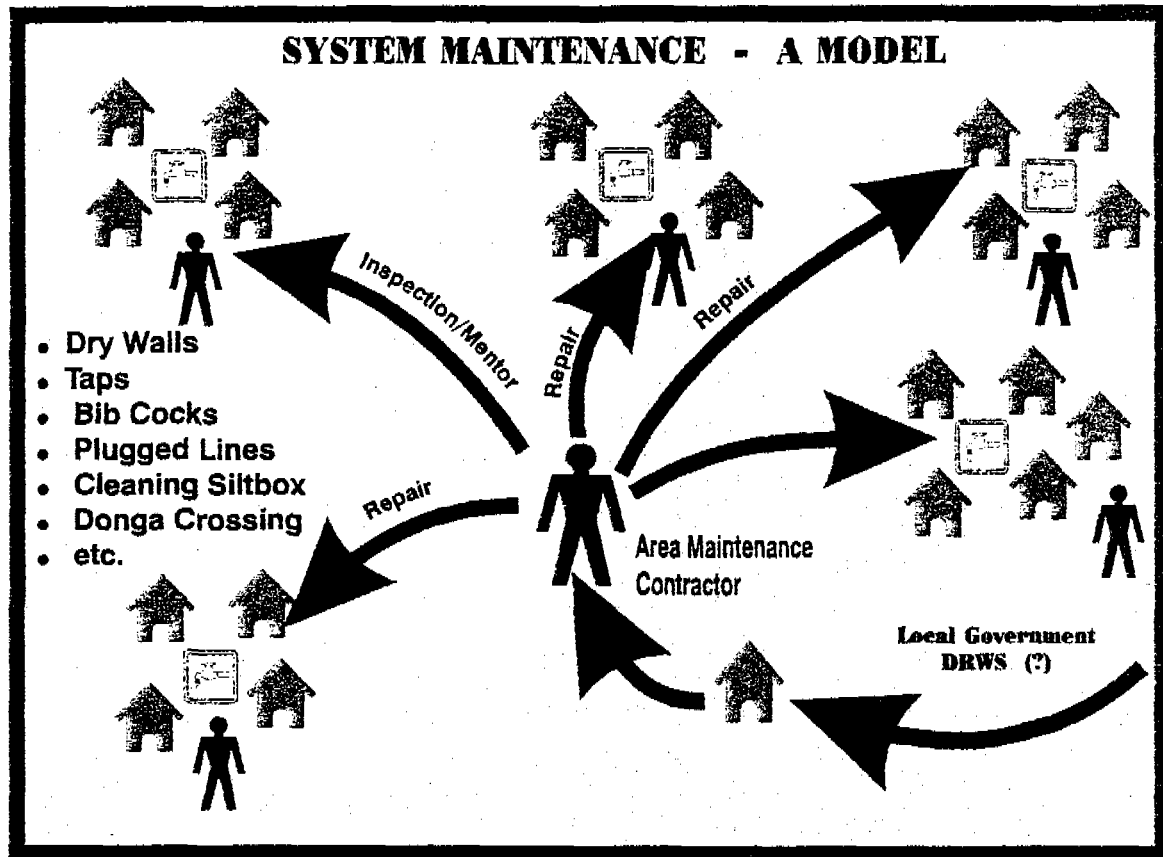 SYSTEM MAINTENANCE - A MODEL
Inspection/Mentor
Repair
Repair
• Dry Walls
• Taps
• Bib Cocks
• Plugged Lines
• Cleaning Siltbox
• Donga Crossing
• etc.
Repair
Area Maintenance
Contractor
Local Government
DRWS (?)